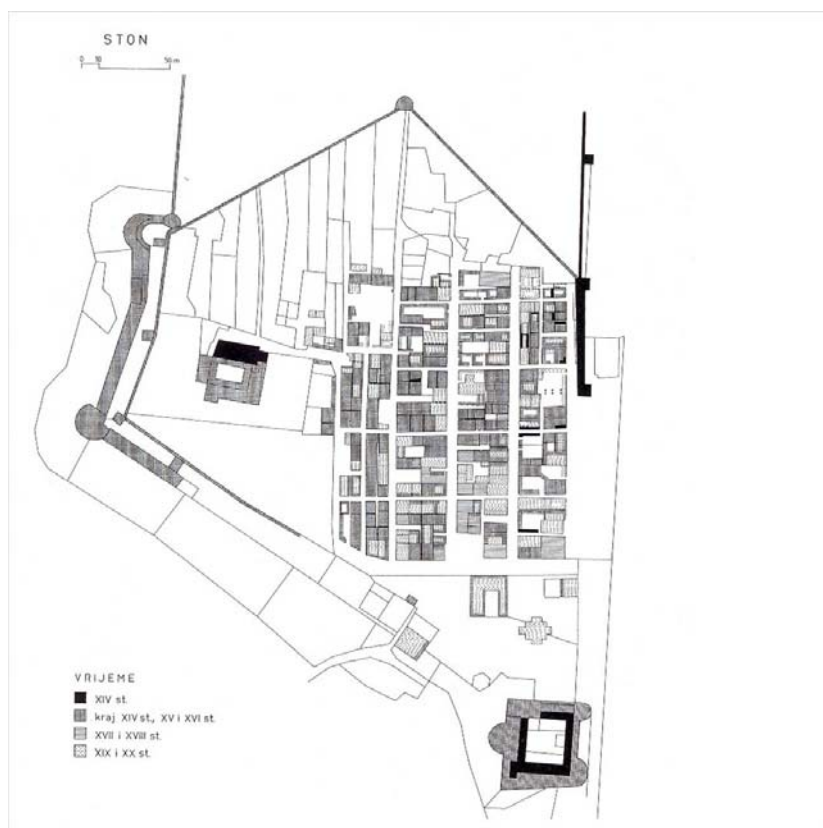 STON
0 10 50 m
VRIJEME
XIV st.
kraj XIV st., XV i XVI st.
XVII i XVIII st.
XIX i XX st.